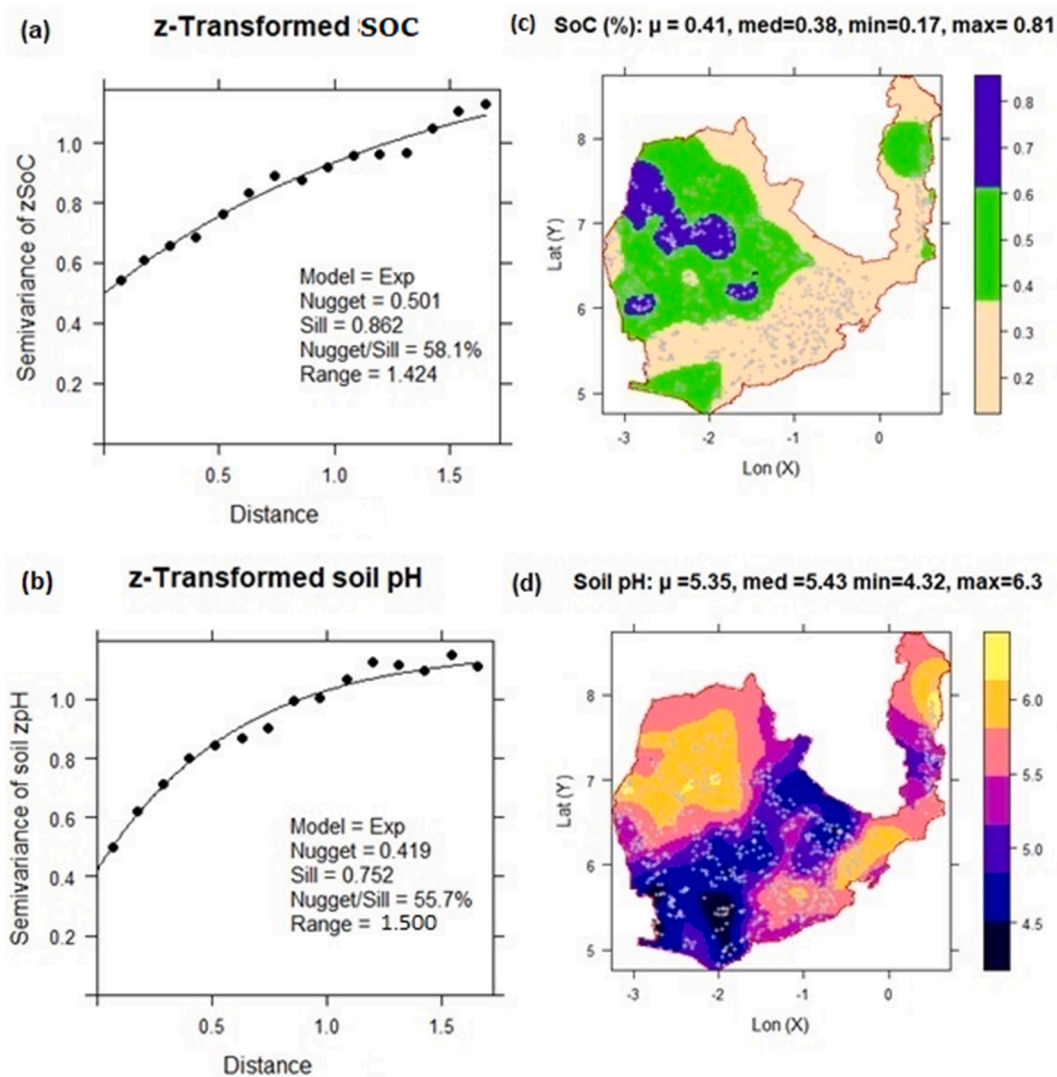 (a)
z-Transformed SOC
Semivariance of zSoC
1.0
0.8
0.6
0.4
0.2
Model = Exp
Nugget = 0.501
Sill = 0.862
Nugget/Sill = 58.1%
Range = 1.424
0.5
1.0
1.5
Distance
(c)
SoC (%): µ = 0.41, med=0.38, min=0.17, max= 0.81
Lat (Y)
8
7
6
5
-3
-2
-1
0
Lon (X)
0.8
0.7
0.6
0.5
0.4
0.3
0.2
(b)
z-Transformed soil pH
Semivariance of soil zpH
1.0
0.8
0.6
0.4
0.2
Model = Exp
Nugget = 0.419
Sill = 0.752
Nugget/Sill = 55.7%
Range = 1.500
0.5
1.0
1.5
Distance
(d)
Soil pH: µ =5.35, med =5.43 min=4.32, max=6.3
Lat (Y)
8
7
6
5
-3
-2
-1
0
Lon (X)
6.0
5.5
5.0
4.5